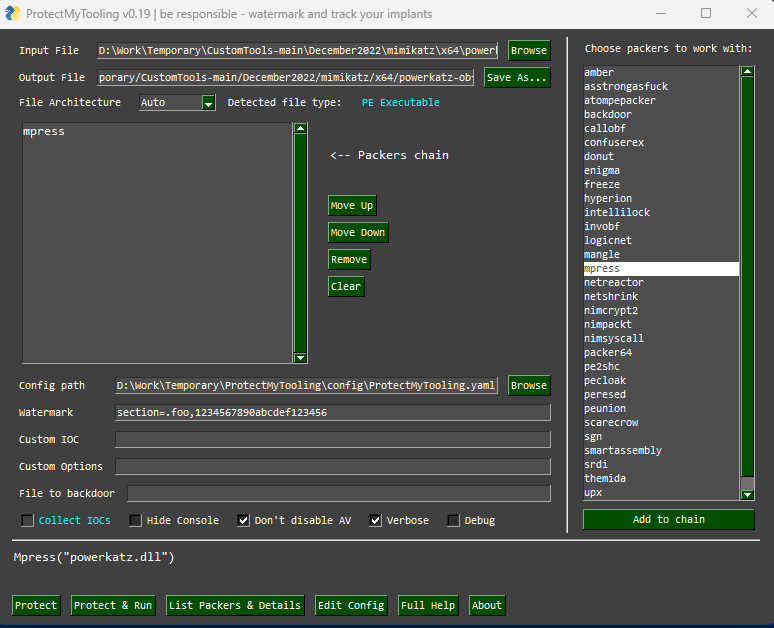 ProtectMyTooling v0.19 | be responsible - watermark and track your implants
Input File D:\Work\Temporary\CustomTools-main\December2022\mimikatz\x64\powerk Browse
Output File porary/CustomTools-main/December2022/mimikatz/x64/powerkatz-ob Save As...
File Architecture Auto Detected file type: PE Executable
mpress
<-- Packers chain
Move Up
Move Down
Remove
Clear
Config path D:\Work\Temporary\ProtectMyTooling\config\ProtectMyTooling.yaml Browse
Watermark section=.foo,1234567890abcdef123456
Custom IOC
Custom Options
File to backdoor
Collect IOCs Hide Console Don't disable AV Verbose Debug
Choose packers to work with:
amber
asstrongasfuck
atompepacker
backdoor
callobf
confuserex
donut
enigma
freeze
hyperion
intellilock
invobf
logicnet
mangle
mpress
netreactor
netshrink
nimcrypt2
nimpackt
nimsyscall
packer64
pe2shc
pecloak
peresed
peunion
scarecrow
sgn
smartassembly
srdi
themida
upx
Add to chain
Mpress("powerkatz.dll")
Protect Protect & Run List Packers & Details Edit Config Full Help About